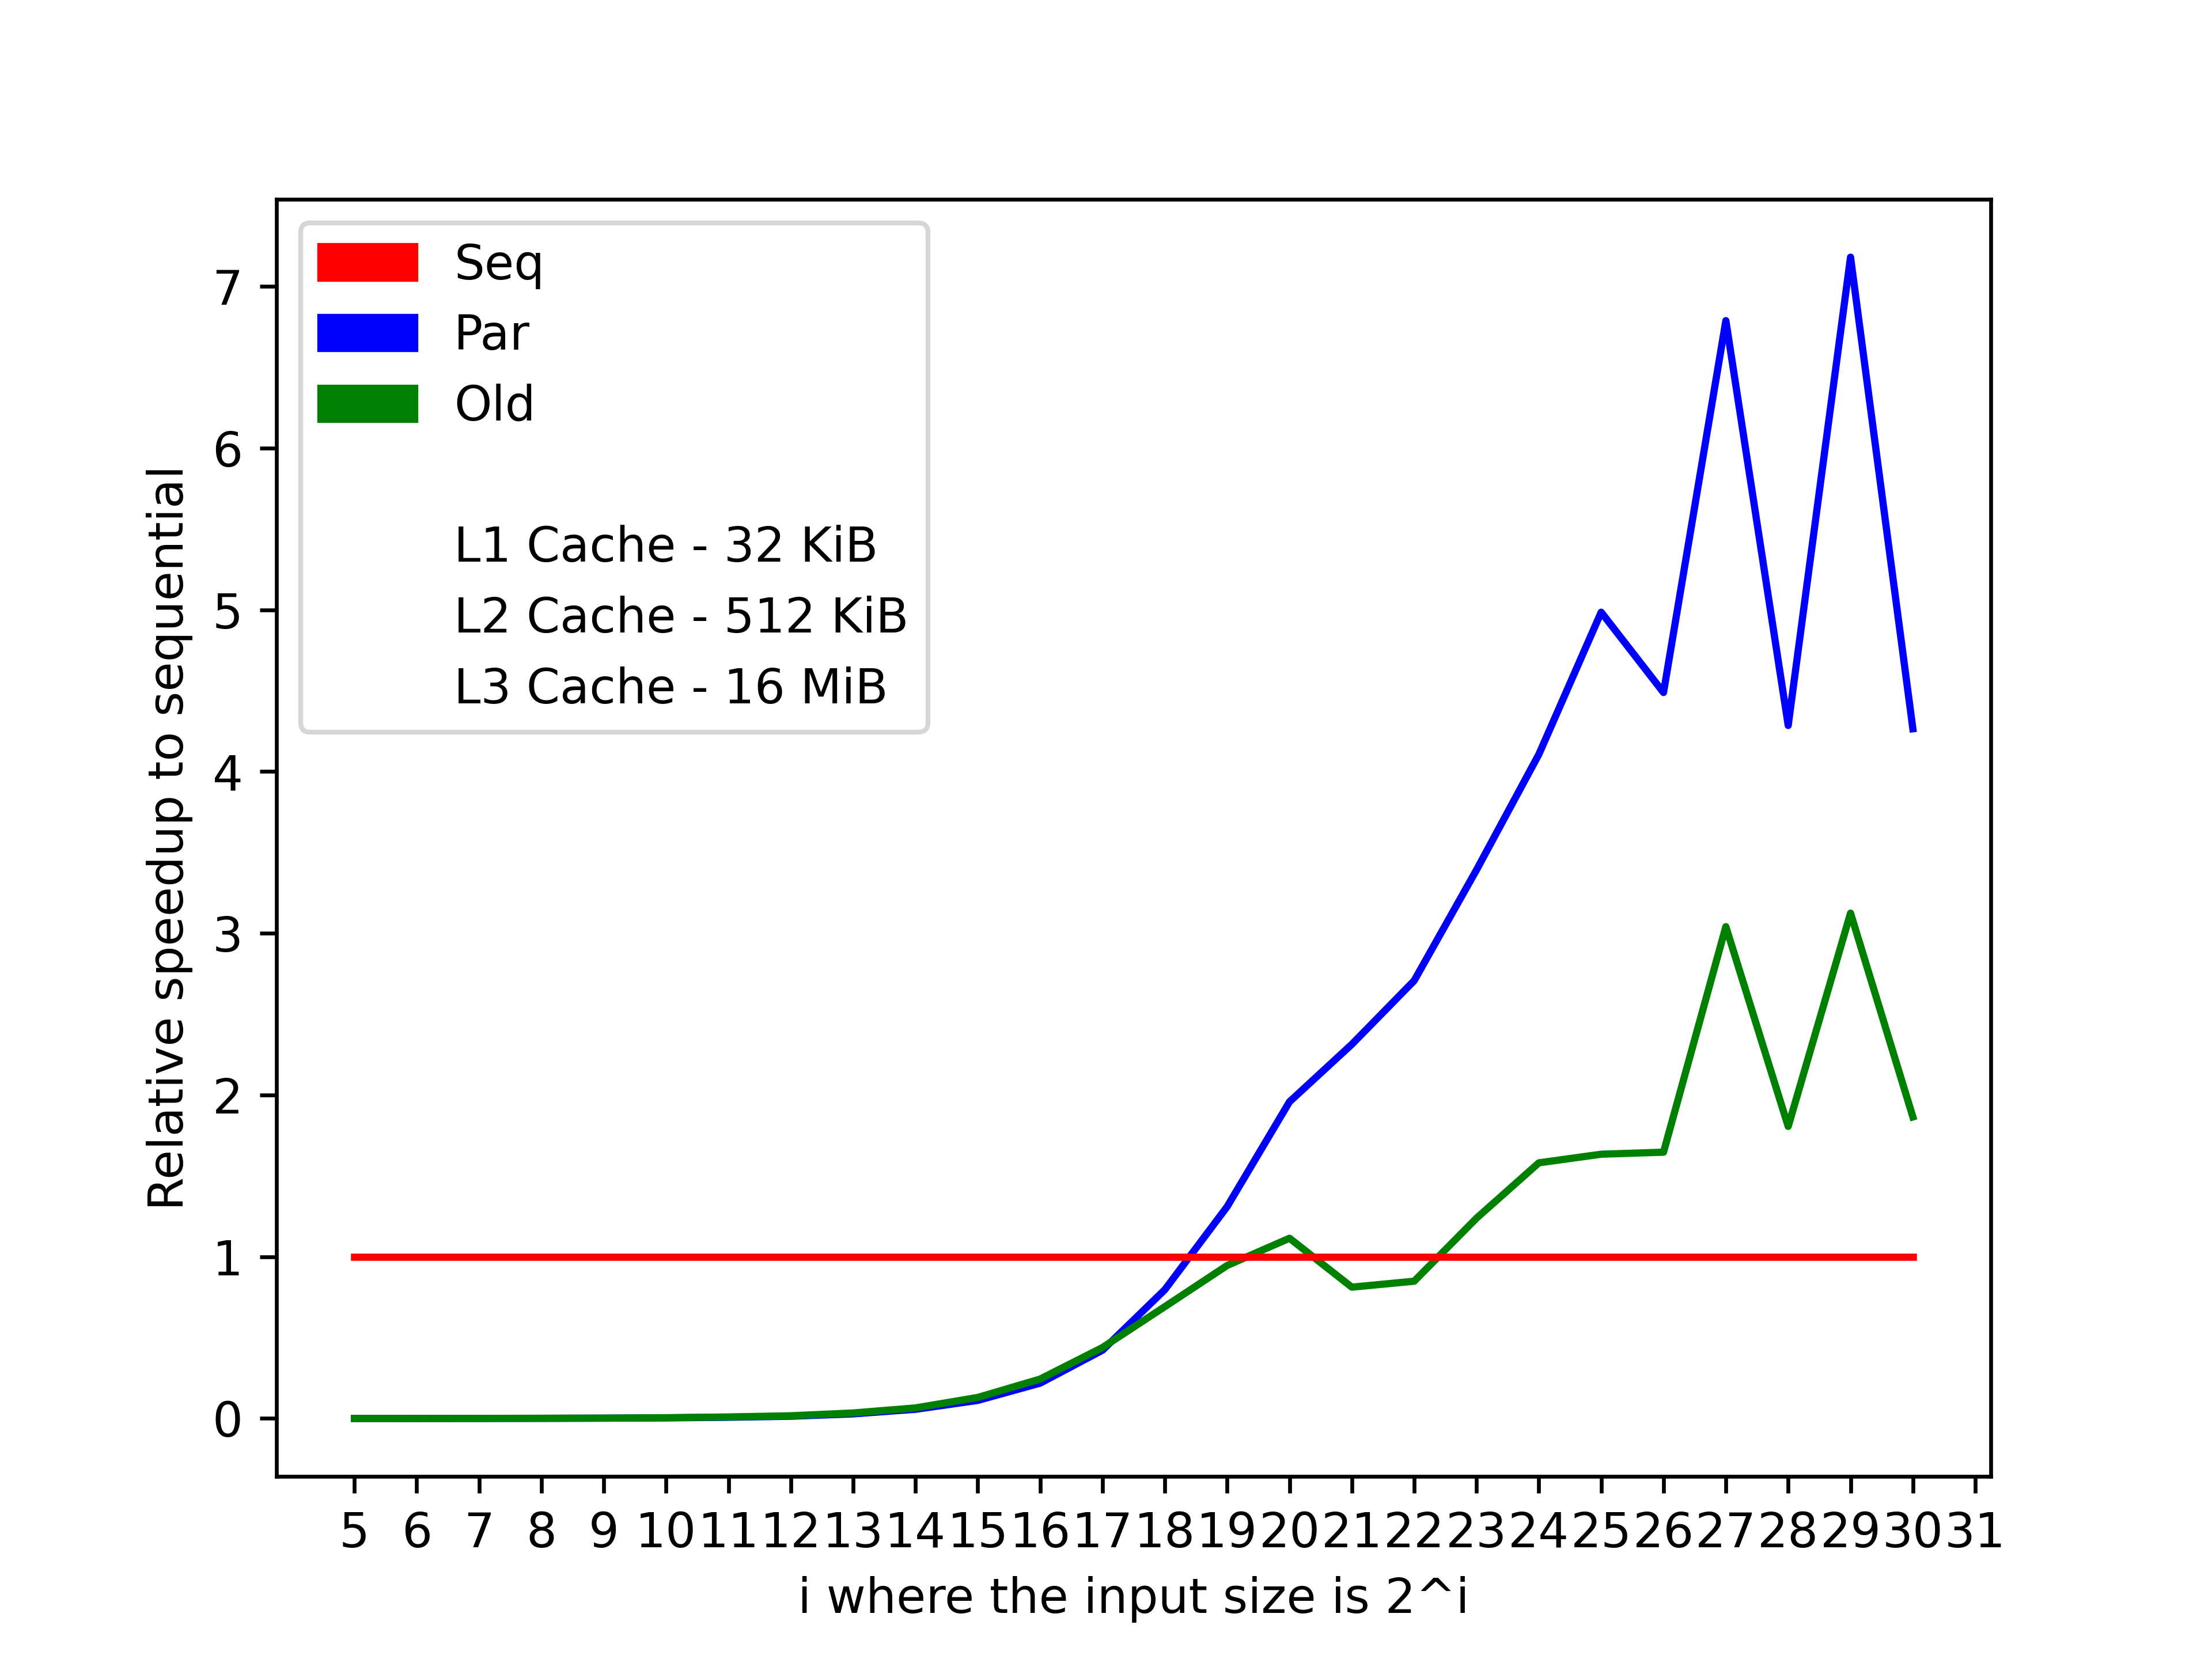 Seq
Par
Old
L1 Cache - 32 KiB
L2 Cache - 512 KiB
L3 Cache - 16 MiB
7
6
5
4
3
2
1
0
Relative speedup to sequential
5 6 7 8 9 10 11 12 13 14 15 16 17 18 19 20 21 22 23 24 25 26 27 28 29 30 31
i where the input size is 2^i